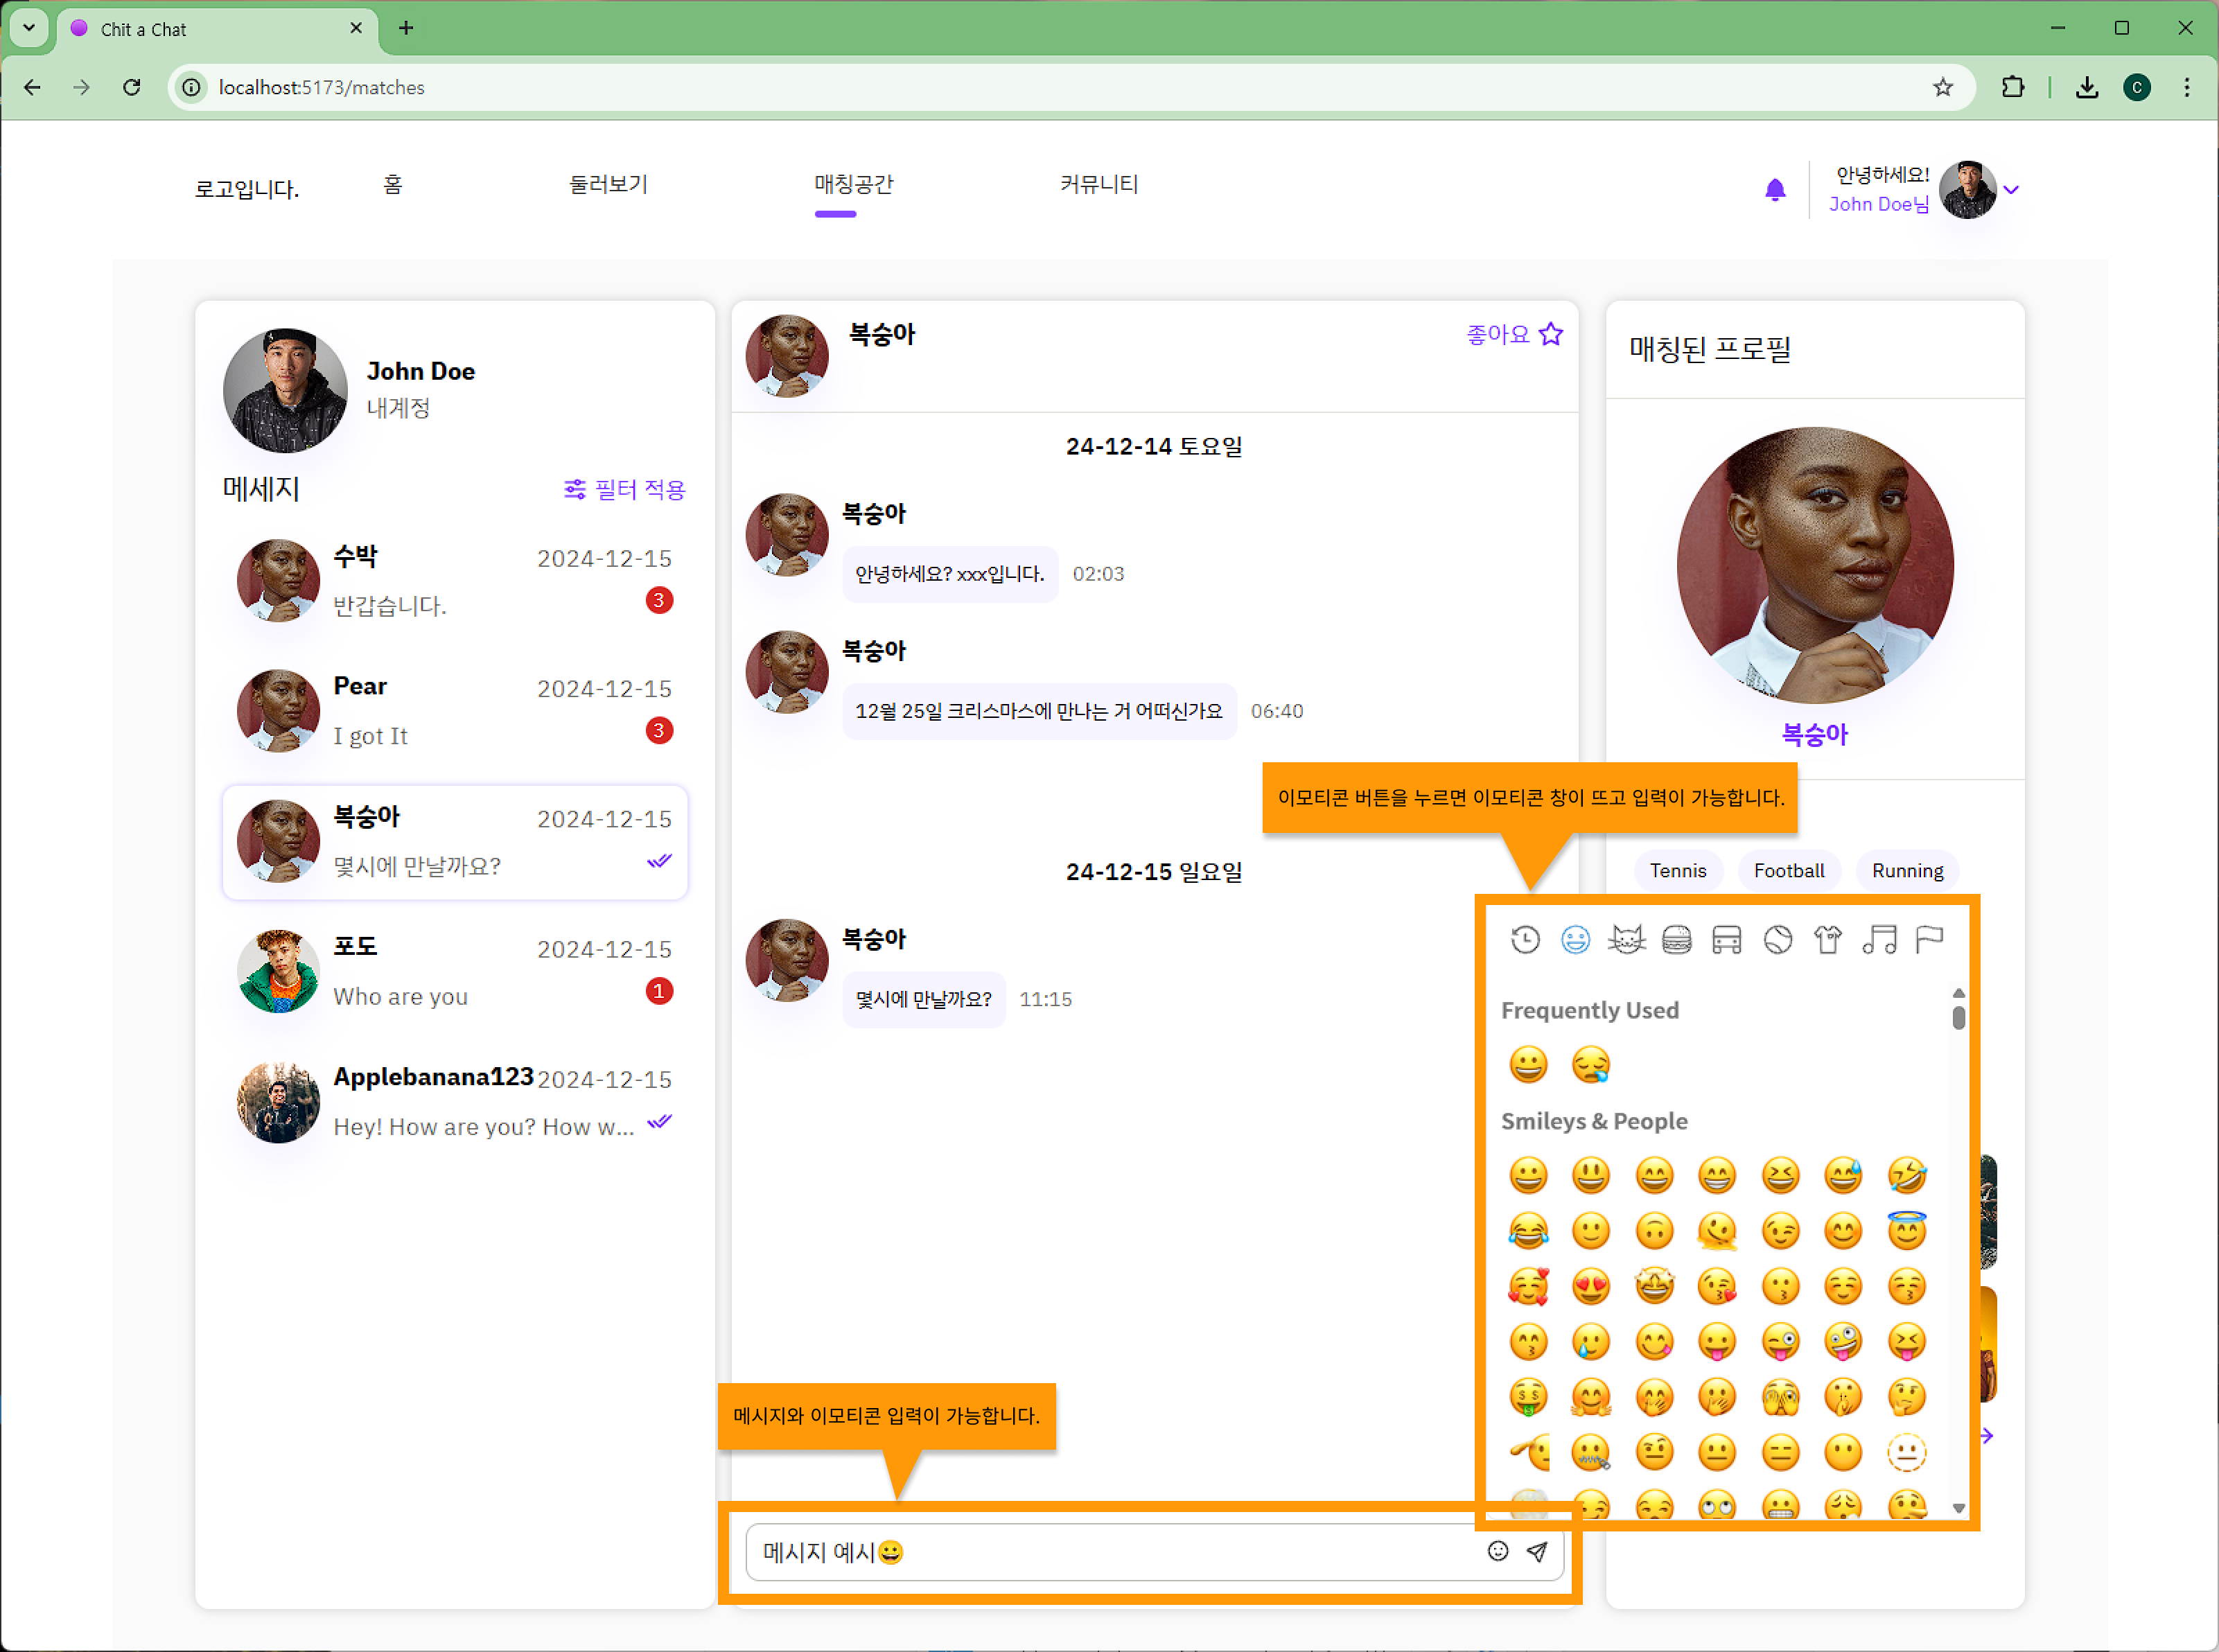 Chit a Chat
localhost:5173/matches
C
로고입니다.
홈
둘러보기
매칭공간
커뮤니티
안녕하세요!
John Doe님
John Doe
내계정
메세지
필터 적용
수박
2024-12-15
반갑습니다.
3
Pear
2024-12-15
I got It
3
복숭아
2024-12-15
몇시에 만날까요?
포도
2024-12-15
Who are you
1
Applebanana123
2024-12-15
Hey! How are you? How w...
복숭아
좋아요
24-12-14 토요일
복숭아
안녕하세요? xxx입니다.
02:03
복숭아
12월 25일 크리스마스에 만나는 거 어떠신가요
06:40
24-12-15 일요일
복숭아
몇시에 만날까요?
11:15
메시지와 이모티콘 입력이 가능합니다.
메시지 예시😀
매칭된 프로필
복숭아
이모티콘 버튼을 누르면 이모티콘 창이 뜨고 입력이 가능합니다.
Tennis
Football
Running
Frequently Used
Smileys & People